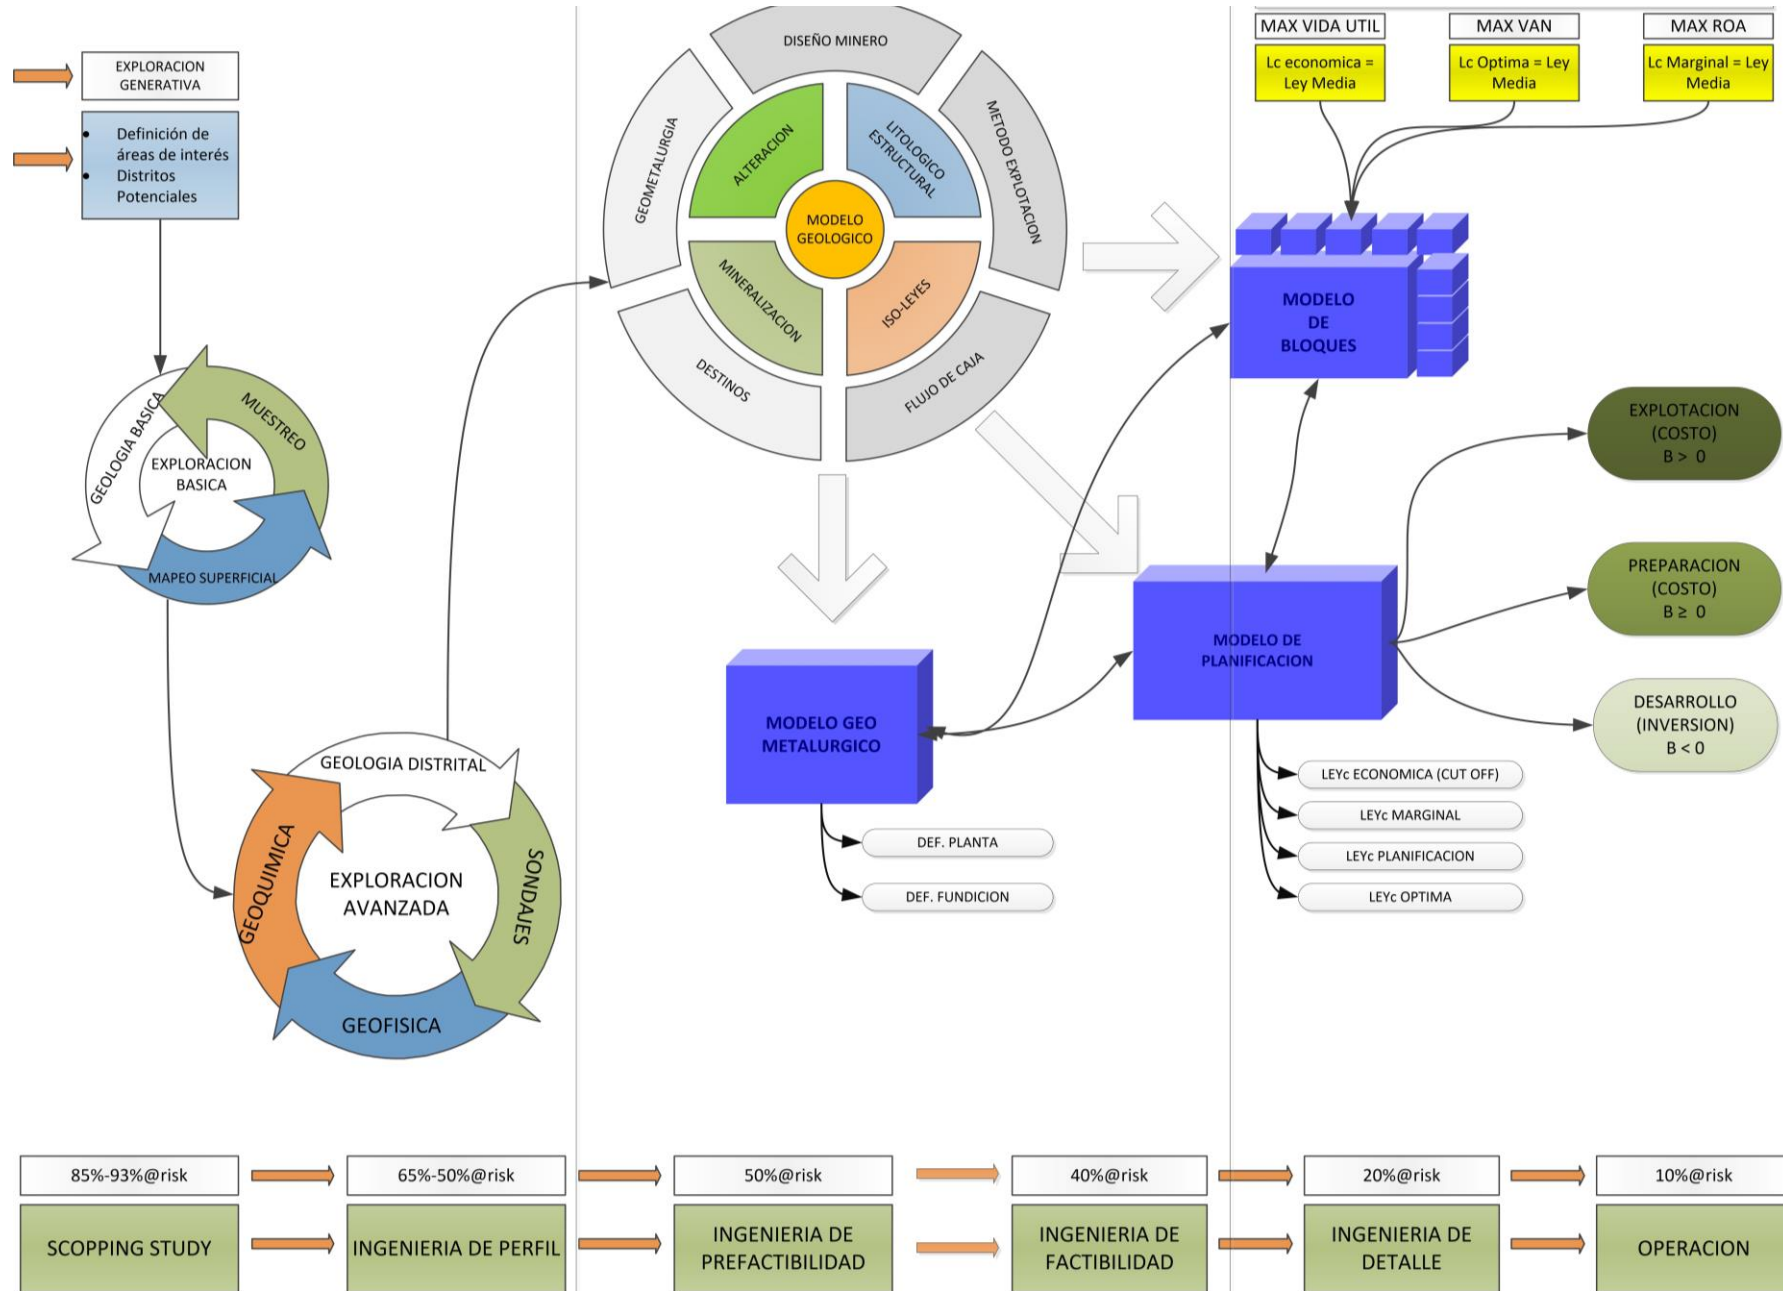 EXPLORACION
GENERATIVA
• Definición de
áreas de interés
• Distritos
Potenciales
GEOLOGIA BASICA
MUESTREO
EXPLORACION
BASICA
MAPEO SUPERFICIAL
GEOLOGIA DISTRITAL
GEOQUIMICA
SONDAJES
EXPLORACION
AVANZADA
GEOFISICA
DISEÑO MINERO
GEOMETALURGIA
METODO EXPLOTACION
ALTERACION
LITOLOGICO
ESTRUCTURAL
MODELO
GEOLOGICO
MINERALIZACION
ISO-LEYES
DESTINOS
FLUJO DE CAJA
MAX VIDA UTIL
MAX VAN
MAX ROA
Lc economica =
Ley Media
Lc Optima = Ley
Media
Lc Marginal = Ley
Media
MODELO
DE
BLOQUES
MODELO GEO
METALURGICO
DEF. PLANTA
DEF. FUNDICION
MODELO DE
PLANIFICACION
LEYc ECONOMICA (CUT OFF)
LEYc MARGINAL
LEYc PLANIFICACION
LEYc OPTIMA
EXPLOTACION
(COSTO)
B > 0
PREPARACION
(COSTO)
B ≥ 0
DESARROLLO
(INVERSION)
B < 0
85%-93%@risk
65%-50%@risk
50%@risk
40%@risk
20%@risk
10%@risk
SCOPPING STUDY
INGENIERIA DE PERFIL
INGENIERIA DE
PREFACTIBILIDAD
INGENIERIA DE
FACTIBILIDAD
INGENIERIA DE
DETALLE
OPERACION